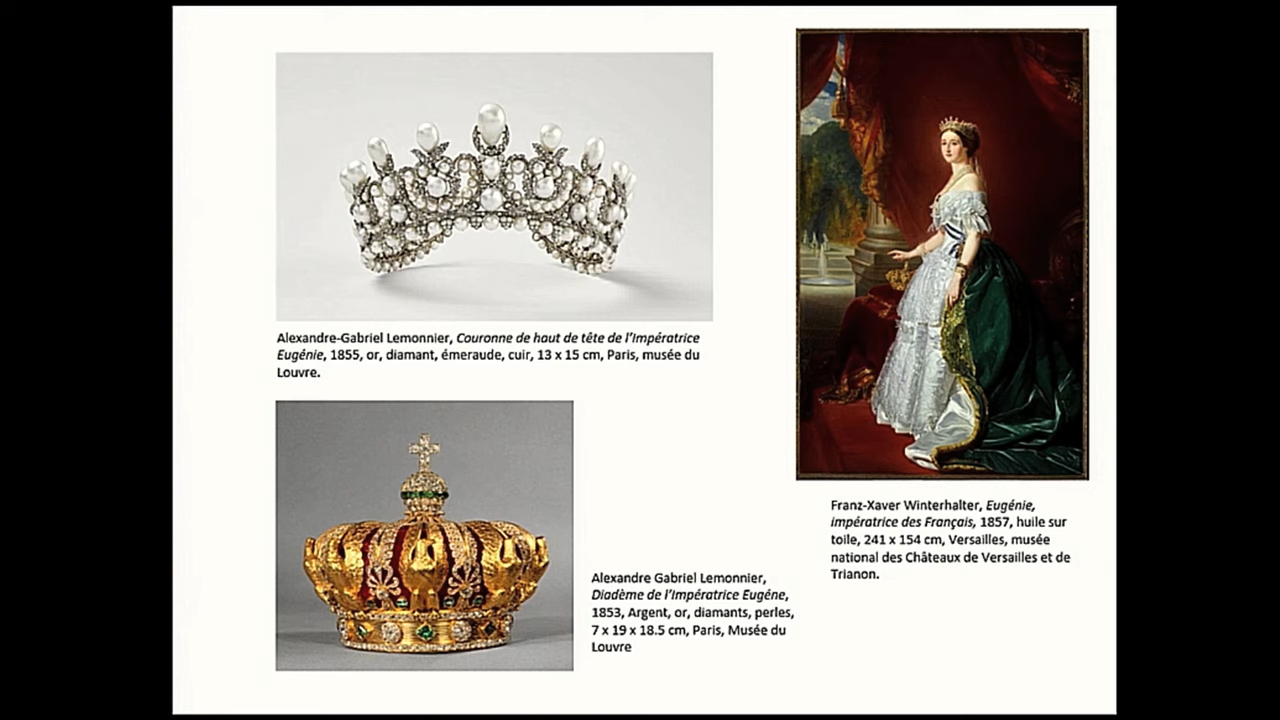 Alexandre-Gabriel Lemonnier, Couronne de haut de tête de l'Impératrice
Eugénie, 1855, or, diamant, émeraude, cuir, 13 x 15 cm, Paris, musée du
Louvre.
Alexandre Gabriel Lemonnier,
Diadème de l'Impératrice Eugéne,
1853, Argent, or, diamants, perles,
7 x 19 x 18.5 cm, Paris, Musée du
Louvre
Franz-Xaver Winterhalter, Eugénie,
impératrice des Français, 1857, huile sur
toile, 241 x 154 cm, Versailles, musée
national des Châteaux de Versailles et de
Trianon.